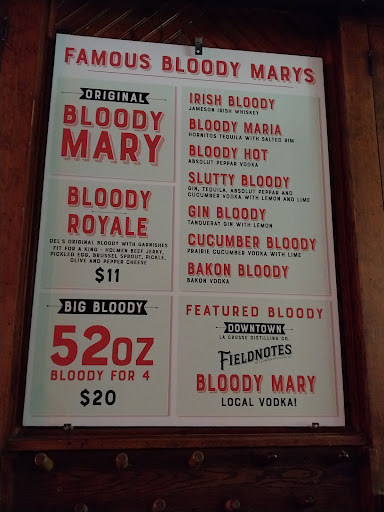 FAMOUS BLOODY MARYS
ORIGINAL
BLOODY
MARY
BLOODY
ROYALE
DEL'S ORIGINAL BLOODY WITH GARNISHES
FIT FOR A KING - HOLMEN BEEF JERKY,
PICKLED EGG, BRUSSEL SPROUT, PICKLE,
OLIVE AND PEPPER CHEESE
$11
BIG BLOODY
52OZ
BLOODY FOR 4
$20
IRISH BLOODY
JAMESON IRISH WHISKEY
BLOODY MARIA
HORNITOS TEQUILA WITH SALTED RIM
BLOODY HOT
ABSOLUT PEPPAR VODKA
SLUTTY BLOODY
GIN, TEQUILA, ABSOLUT PEPPAR AND
CUCUMBER VODKA WITH LEMON AND LIME
GIN BLOODY
TANQUERAY GIN WITH LEMON
CUCUMBER BLOODY
PRAIRIE CUCUMBER VODKA WITH LIME
BAKON BLOODY
BAKON VODKA
FEATURED BLOODY
DOWNTOWN
LA CROSSE DISTILLING CO.
FIELDNOTES
BLOODY MARY
LOCAL VODKA!